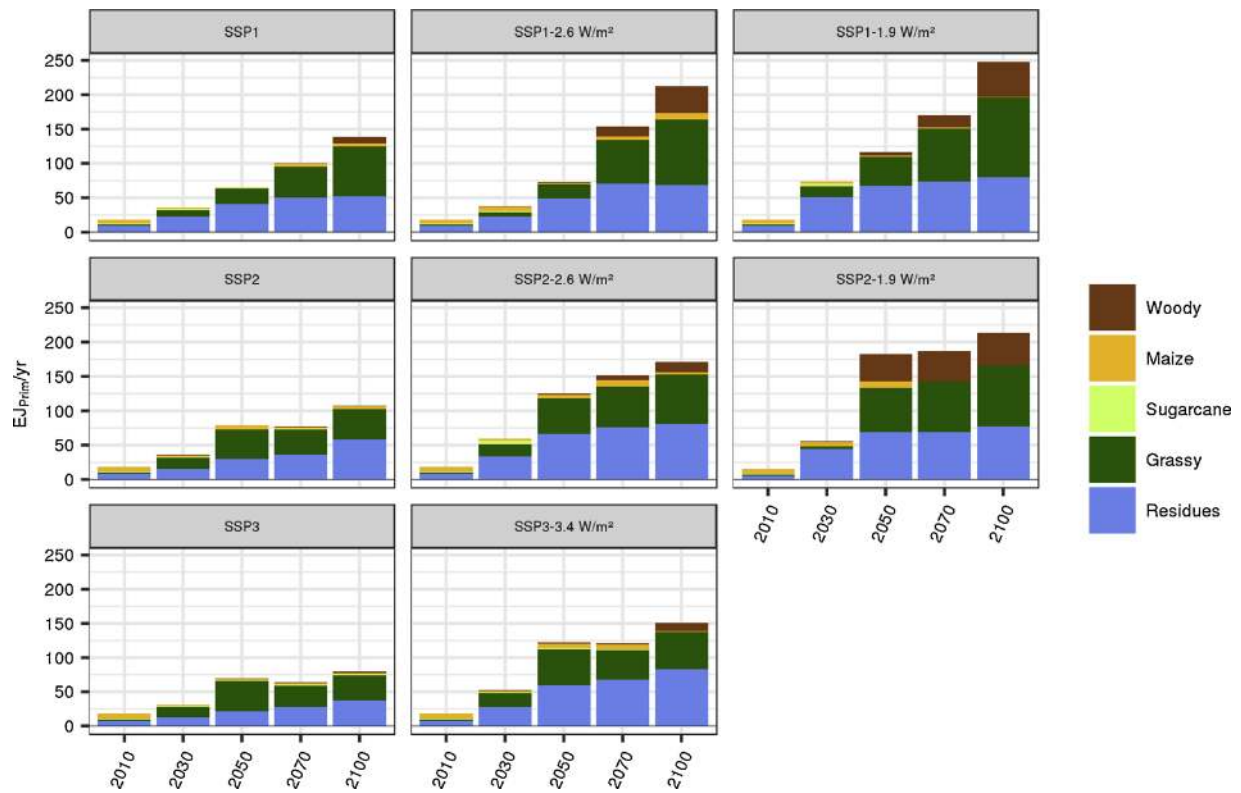 SSP1
SSP1-2.6 W/m²
SSP1-1.9 W/m²
250
200
150
100
50
0
SSP2
SSP2-2.6 W/m²
SSP2-1.9 W/m²
250
200
150
100
50
0
EJPrim/yr
Woody
Maize
Sugarcane
Grassy
Residues
2010
2030
2050
2070
2100
SSP3
SSP3-3.4 W/m²
250
200
150
100
50
0
2010
2030
2050
2070
2100
2010
2030
2050
2070
2100